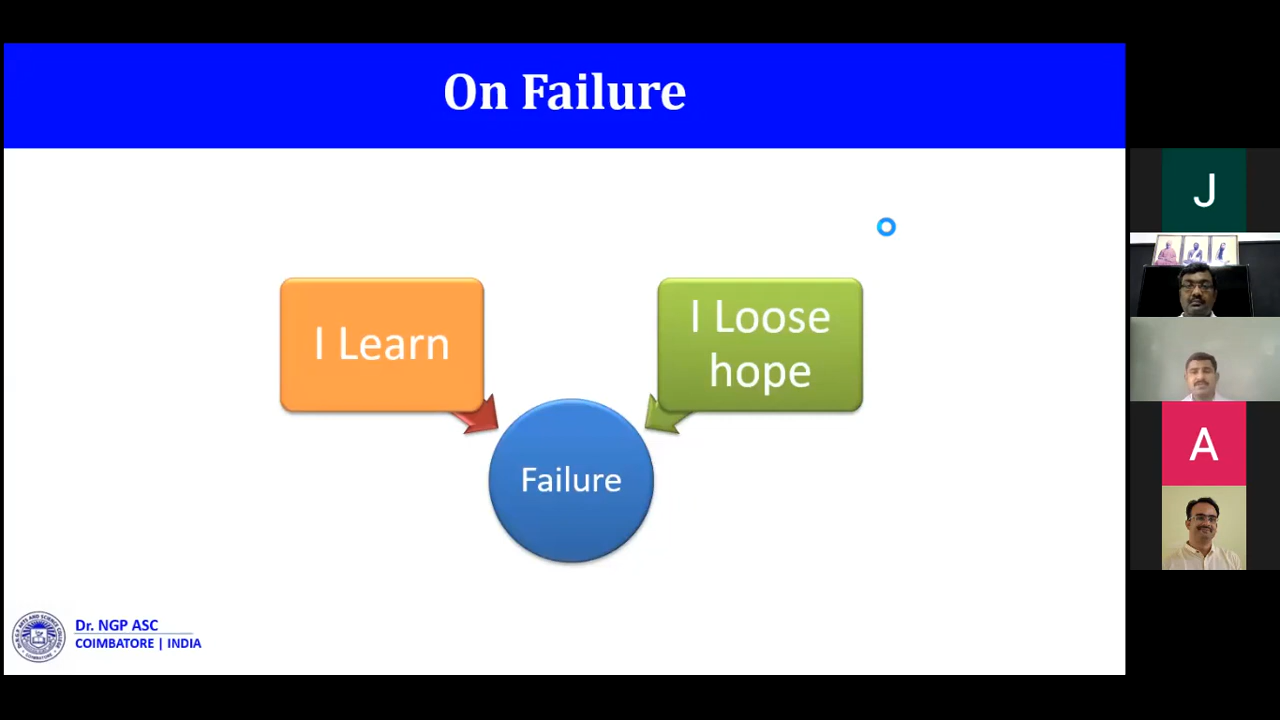 On Failure
I Learn
I Loose
hope
Failure
Dr. NGP ASC
COIMBATORE | INDIA
J
A